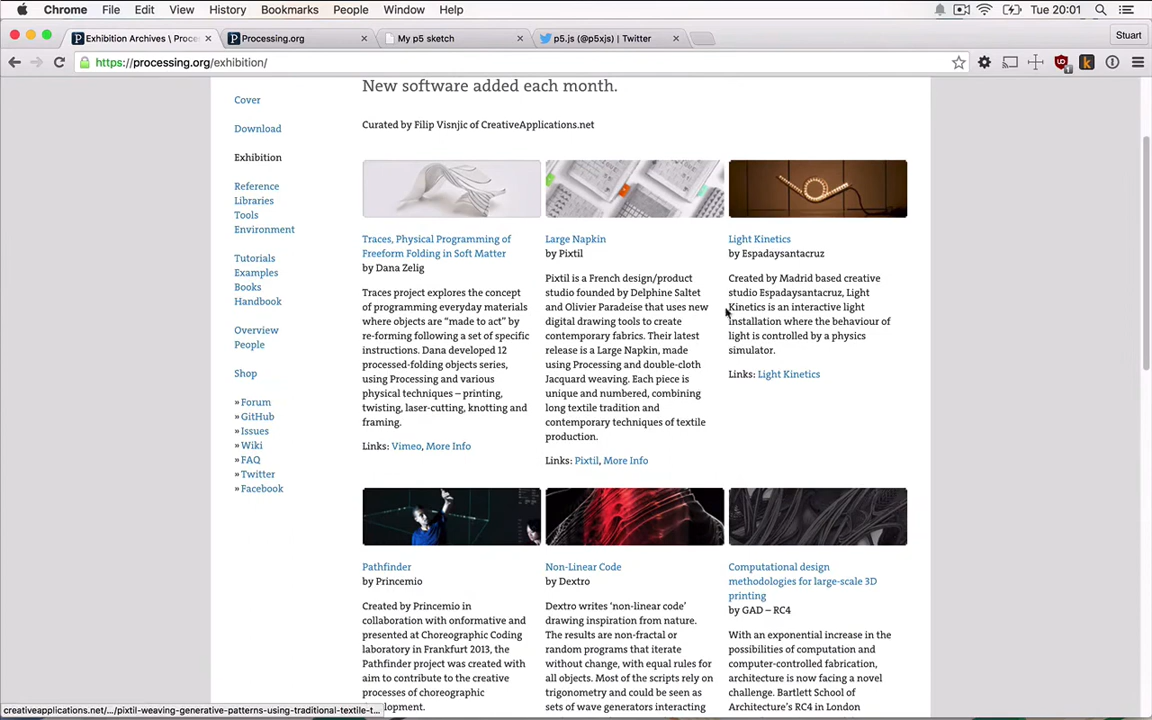 Chrome File Edit View History Bookmarks People Window Help Tue 20:01
Exhibition Archives \ Proce Processing.org My p5 sketch p5.js (@p5xjs) | Twitter Stuart
https://processing.org/exhibition/
New software added each month.
Curated by Filip Visnjic of CreativeApplications.net
Cover
Download
Exhibition
Reference
Libraries
Tools
Environment
Tutorials
Examples
Books
Handbook
Overview
People
Shop
» Forum
» GitHub
» Issues
» Wiki
» FAQ
» Twitter
» Facebook
Traces, Physical Programming of
Freeform Folding in Soft Matter
by Dana Zelig
Traces project explores the concept
of programming everyday materials
where objects are “made to act” by
re-forming following a set of specific
instructions. Dana developed 12
processed-folding objects series,
using Processing and various
physical techniques – printing,
twisting, laser-cutting, knotting and
framing.
Links: Vimeo, More Info
Large Napkin
by Pixtil
Pixtil is a French design/product
studio founded by Delphine Saltet
and Olivier Paradeise that uses new
digital drawing tools to create
contemporary fabrics. Their latest
release is a Large Napkin, made
using Processing and double-cloth
Jacquard weaving. Each piece is
unique and numbered, combining
long textile tradition and
contemporary techniques of textile
production.
Links: Pixtil, More Info
Light Kinetics
by Espadaysantacruz
Created by Madrid based creative
studio Espadaysantacruz, Light
Kinetics is an interactive light
installation where the behaviour of
light is controlled by a physics
simulator.
Links: Light Kinetics
Pathfinder
by Princemio
Created by Princemio in
collaboration with onformative and
presented at Choreographic Coding
laboratory in Frankfurt 2013, the
Pathfinder project was created with
aim to contribute to the creative
processes of choreographic
opment.
Non-Linear Code
by Dextro
Dextro writes ‘non-linear code’
drawing inspiration from nature.
The results are non-fractal or
random programs that iterate
without change, with equal rules for
all objects. Most of the scripts rely on
trigonometry and could be seen as
sets of wave generators interacting
Computational design
methodologies for large-scale 3D
printing
by GAD – RC4
With an exponential increase in the
possibilities of computation and
computer-controlled fabrication,
architecture is now facing a novel
challenge. Bartlett School of
Architecture’s RC4 in London
creativeapplications.net/.../pixtil-weaving-generative-patterns-using-traditional-textile-t...